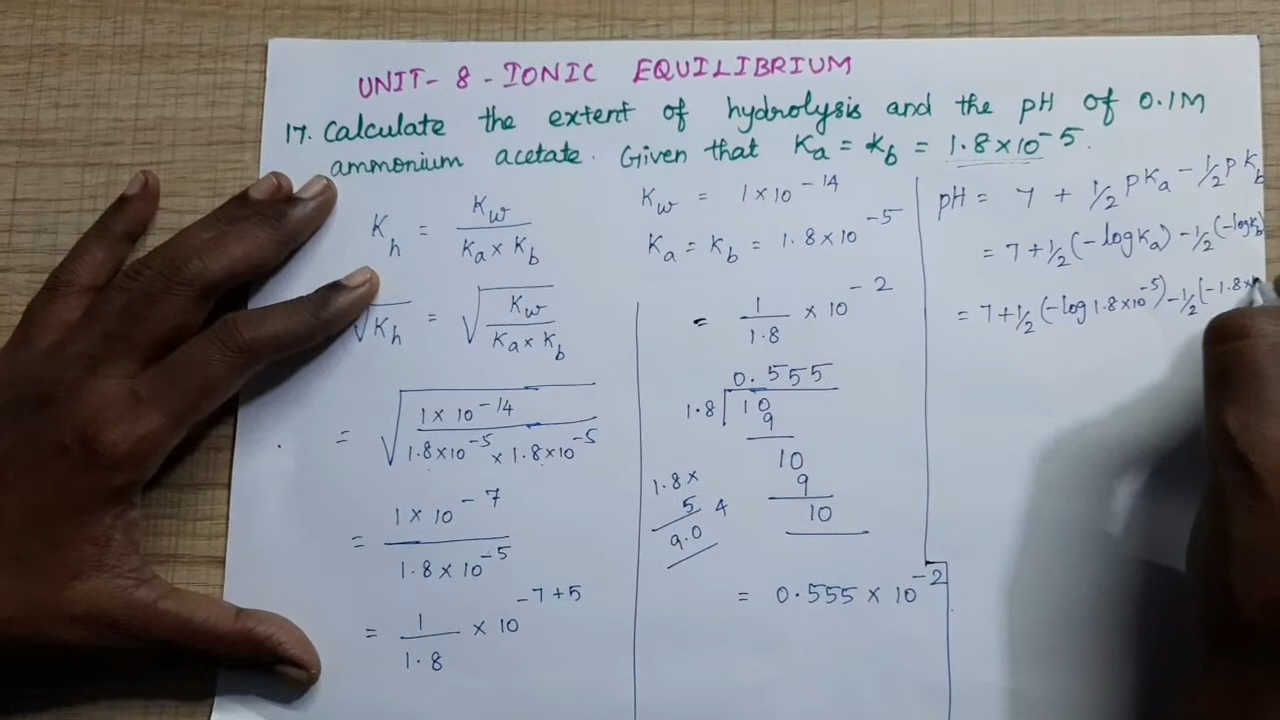 UNIT- 8 - IONIC EQUILIBRIUM
17. Calculate the extent of hydrolysis and the pH of 0.1M
ammonium acetate. Given that Ka = Kb = 1.8×10^-5.
Kh = Kw / Ka × Kb
√Kh = √(Kw / Ka × Kb)
= √(1 × 10^-14 / 1.8×10^-5 × 1.8×10^-5)
= 1 × 10^-7 / 1.8 × 10^-5
= 1 / 1.8 × 10^-7+5
Kw = 1×10^-14
Ka = Kb = 1.8×10^-5
= 1 / 1.8 × 10^-2
0.555
1.8 10
9
10
9
10
1.8×
5 4
9.0
= 0.555 × 10^-2
pH = 7 + 1/2 pKa - 1/2 pKb
= 7 + 1/2 (-log Ka) - 1/2 (-log Kb)
= 7 + 1/2 (-log 1.8×10^-5) - 1/2 (-1.8×